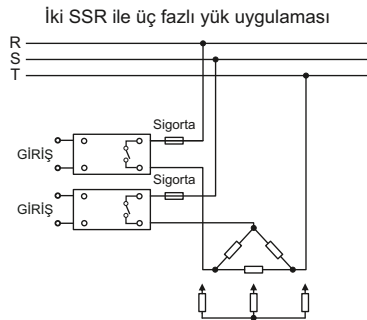 İki SSR ile üç fazlı yük uygulaması
R
S
T
Sigorta
GİRİŞ
Sigorta
GİRİŞ